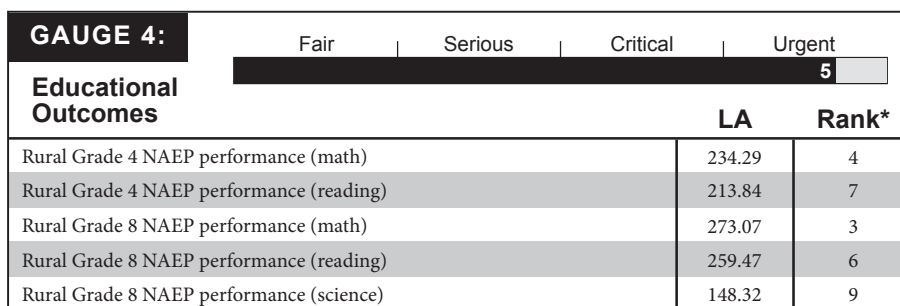 GAUGE 4:
Fair Serious Critical Urgent
5
Educational
Outcomes
LA Rank*
Rural Grade 4 NAEP performance (math) 234.29 4
Rural Grade 4 NAEP performance (reading) 213.84 7
Rural Grade 8 NAEP performance (math) 273.07 3
Rural Grade 8 NAEP performance (reading) 259.47 6
Rural Grade 8 NAEP performance (science) 148.32 9